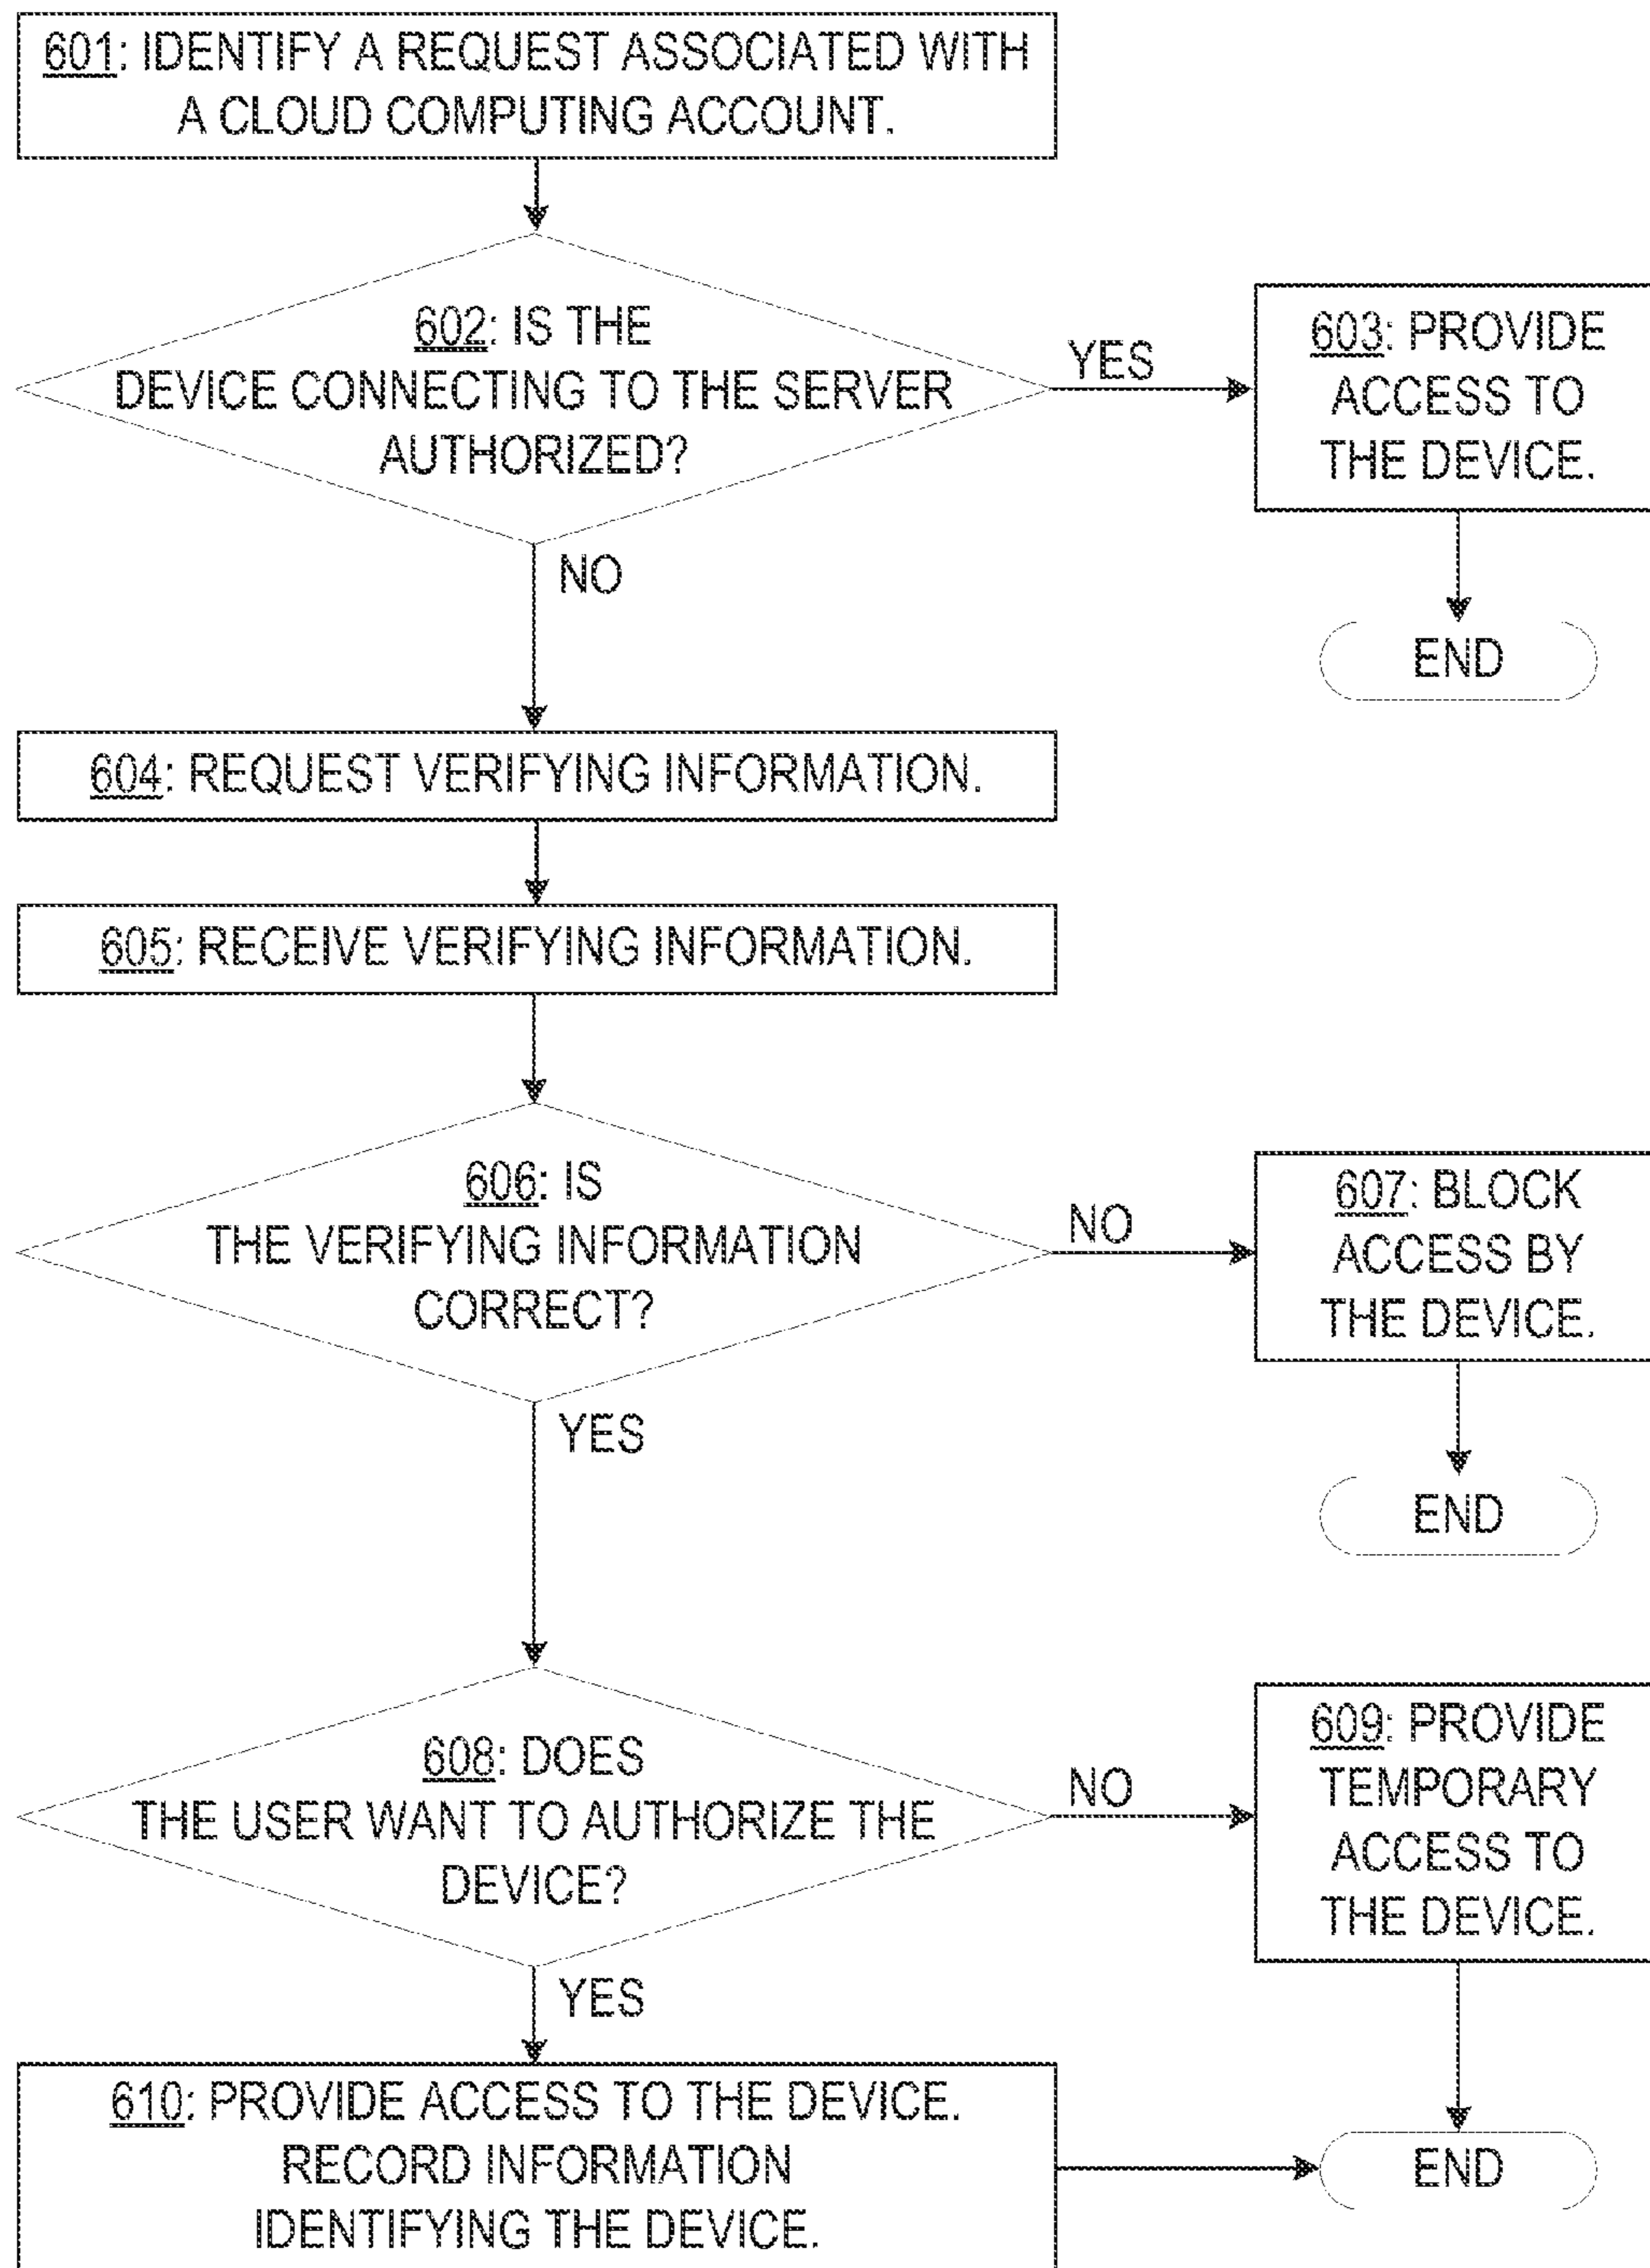 601: IDENTIFY A REQUEST ASSOCIATED WITH
A CLOUD COMPUTING ACCOUNT.
602: IS THE
DEVICE CONNECTING TO THE SERVER
AUTHORIZED?
YES
603: PROVIDE
ACCESS TO
THE DEVICE.
END
NO
604: REQUEST VERIFYING INFORMATION.
605: RECEIVE VERIFYING INFORMATION.
606: IS
THE VERIFYING INFORMATION
CORRECT?
NO
607: BLOCK
ACCESS BY
THE DEVICE.
END
YES
608: DOES
THE USER WANT TO AUTHORIZE THE
DEVICE?
NO
609: PROVIDE
TEMPORARY
ACCESS TO
THE DEVICE.
YES
610: PROVIDE ACCESS TO THE DEVICE.
RECORD INFORMATION
IDENTIFYING THE DEVICE.
END